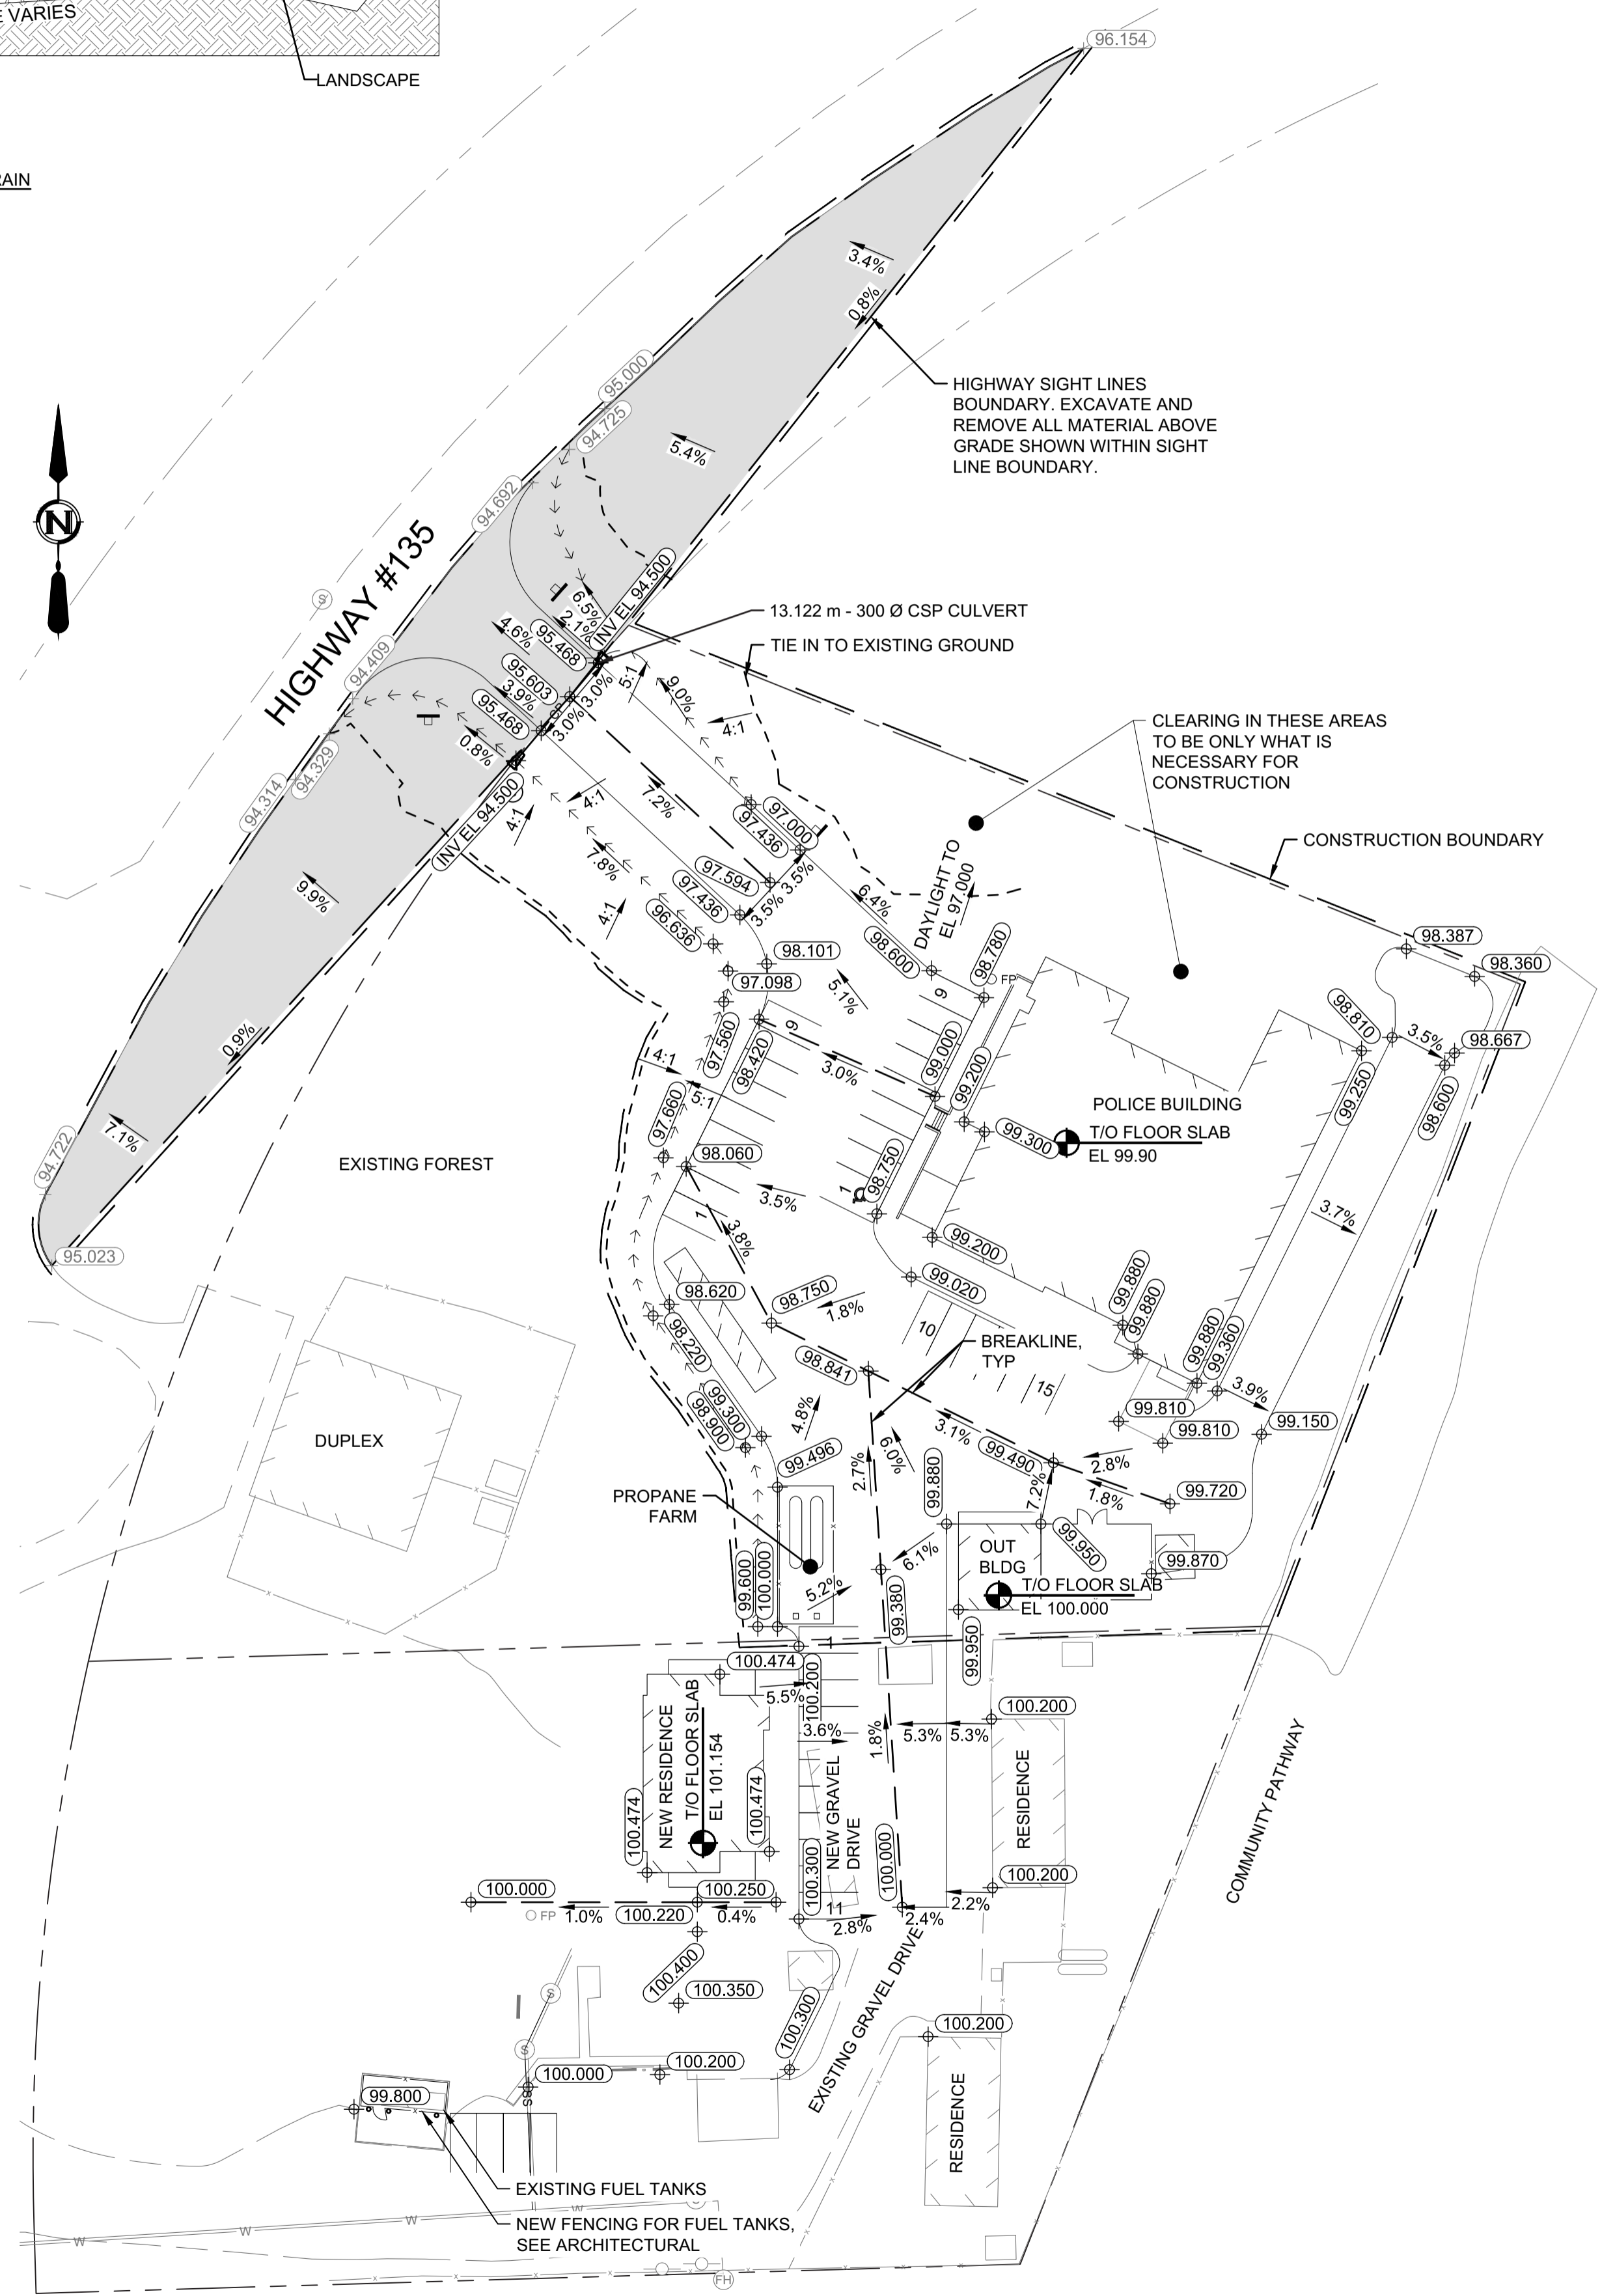 E VARIES
LANDSCAPE
RAIN
96.154
3.4%
0.8%
HIGHWAY SIGHT LINES
BOUNDARY. EXCAVATE AND
REMOVE ALL MATERIAL ABOVE
GRADE SHOWN WITHIN SIGHT
LINE BOUNDARY.
95.000
94.725
5.4%
94.692
N
HIGHWAY #135
S
INV EL 94.500
6.5%
2.1%
4.6%
95.468
13.122 m - 300 Ø CSP CULVERT
TIE IN TO EXISTING GROUND
94.409
95.603
3.9%
95.468
3.0%
3.0%
5:1
9.0%
4:1
0.8%
94.329
94.314
INV EL 94.500
4:1
4:1
7.2%
97.000
97.436
CLEARING IN THESE AREAS
TO BE ONLY WHAT IS
NECESSARY FOR
CONSTRUCTION
CONSTRUCTION BOUNDARY
7.8%
9.9%
97.594
97.436
3.5%
3.5%
96.636
4:1
6.4%
DAYLIGHT TO
EL 97.000
98.101
97.098
98.600
98.780
FP
98.387
98.360
5.1%
9
9
97.560
98.420
3.0%
99.000
99.200
98.810
3.5%
98.667
98.600
99.250
0.9%
4:1
5:1
97.660
98.060
POLICE BUILDING
T/O FLOOR SLAB
EL 99.90
99.300
7.1%
94.722
EXISTING FOREST
98.750
3.5%
1
1
3.8%
3.7%
99.200
95.023
99.020
98.620
98.750
1.8%
98.220
99.880
99.880
99.880
99.360
10
BREAKLINE,
TYP
98.841
15
3.9%
99.300
98.900
4.8%
99.810
99.810
99.150
DUPLEX
3.1%
99.490
6.0%
2.7%
99.496
99.880
2.8%
7.2%
1.8%
99.720
PROPANE
FARM
6.1%
OUT
BLDG
99.950
99.870
T/O FLOOR SLAB
EL 100.000
99.600
100.000
5.2%
99.380
99.950
1
100.474
100.200
5.5%
100.200
NEW RESIDENCE
T/O FLOOR SLAB
EL 101.154
3.6%
1.8%
5.3%
5.3%
100.474
100.474
NEW GRAVEL
DRIVE
RESIDENCE
COMMUNITY PATHWAY
100.300
100.000
100.200
100.000
100.250
FP
1.0%
100.220
0.4%
11
2.8%
2.4%
2.2%
100.400
100.350
S
100.300
EXISTING GRAVEL DRIVE
100.200
S
100.000
100.200
SS
99.800
RESIDENCE
EXISTING FUEL TANKS
NEW FENCING FOR FUEL TANKS,
SEE ARCHITECTURAL
W
W
W
W
FH